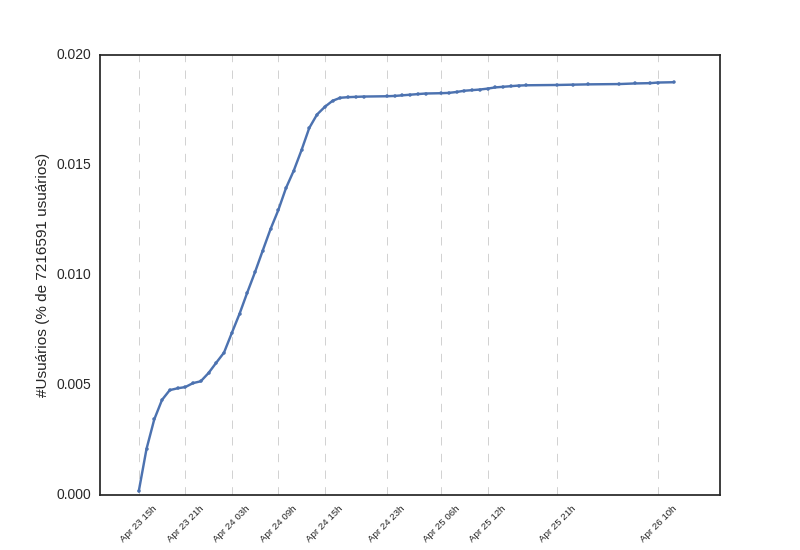 0.020
0.015
0.010
0.005
0.000
#Usuários (% de 7216591 usuários)
Apr 23 15h
Apr 23 21h
Apr 24 03h
Apr 24 09h
Apr 24 15h
Apr 24 23h
Apr 25 06h
Apr 25 12h
Apr 25 21h
Apr 26 10h